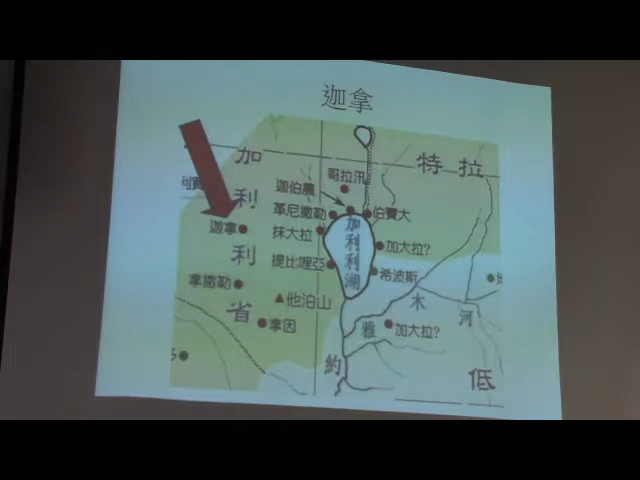 迦拿
加
特拉
哥拉汛
迦伯農
利
革尼撒勒
伯賽大
迦拿
抹大拉
加利利湖
加大拉?
利
提比哩亞
希波斯
拿撒勒
他泊山
木
省
拿因
雅
加大拉?
河
約
低